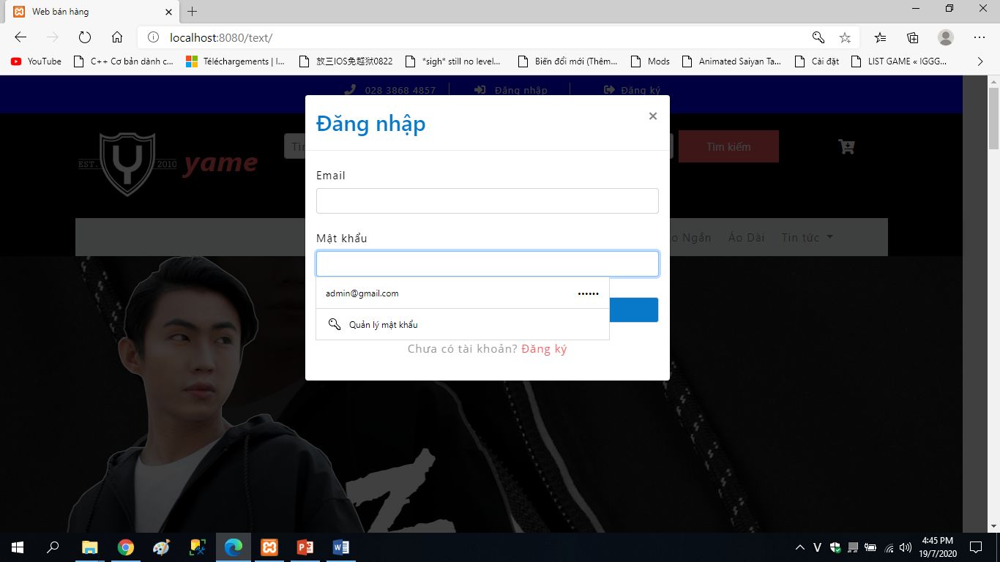 Web bán hàng
localhost:8080/text/
YouTube C++ Cơ bản dành c... Téléchargements | I... 放三IOS免越狱0822 *sigh* still no level... Biến đổi mới (Thêm... Mods Animated Saiyan Ta... Cài đặt LIST GAME « IGGG...
028 3868 4857 Đăng nhập Đăng ký
Đăng nhập ×
EST. Y 2010 yame Tìm kiếm
Email
Mật khẩu
Ngắn Áo Dài Tin tức
admin@gmail.com ••••••
Quản lý mật khẩu
Chưa có tài khoản? Đăng ký
4:45 PM
19/7/2020